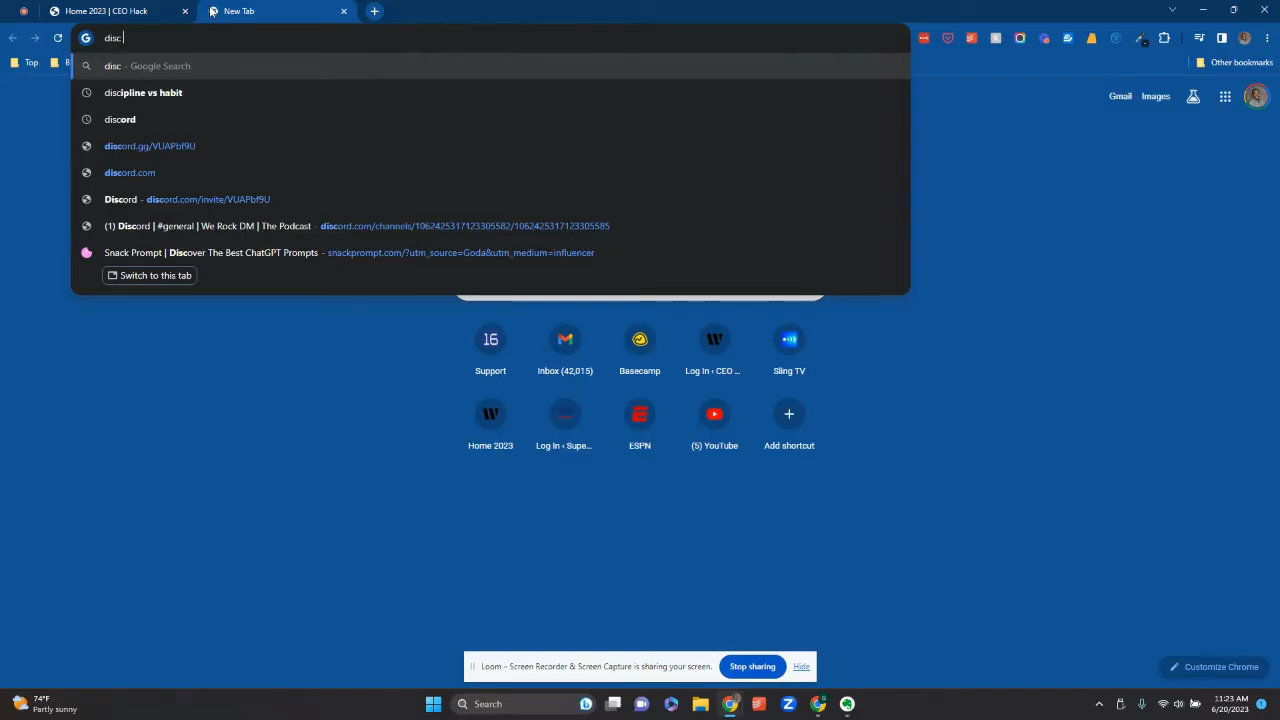 Home 2023 | CEO Hack
New Tab
disc
Top
B
Other bookmarks
disc - Google Search
discipline vs habit
discord
discord.gg/VUAPbf9U
discord.com
Discord - discord.com/invite/VUAPbf9U
(1) Discord | #general | We Rock DM | The Podcast - discord.com/channels/1062425317123305582/1062425317123305585
Snack Prompt | Discover The Best ChatGPT Prompts - snackprompt.com/?utm_source=Goda&utm_medium=influencer
Switch to this tab
Gmail Images
16
Support
Inbox (42,015)
Basecamp
Log In ‹ CEO ...
Sling TV
Home 2023
Log In ‹ Supe...
ESPN
(5) YouTube
Add shortcut
Loom – Screen Recorder & Screen Capture is sharing your screen. Stop sharing Hide
Customize Chrome
74°F
Partly sunny
Search
11:23 AM
6/20/2023